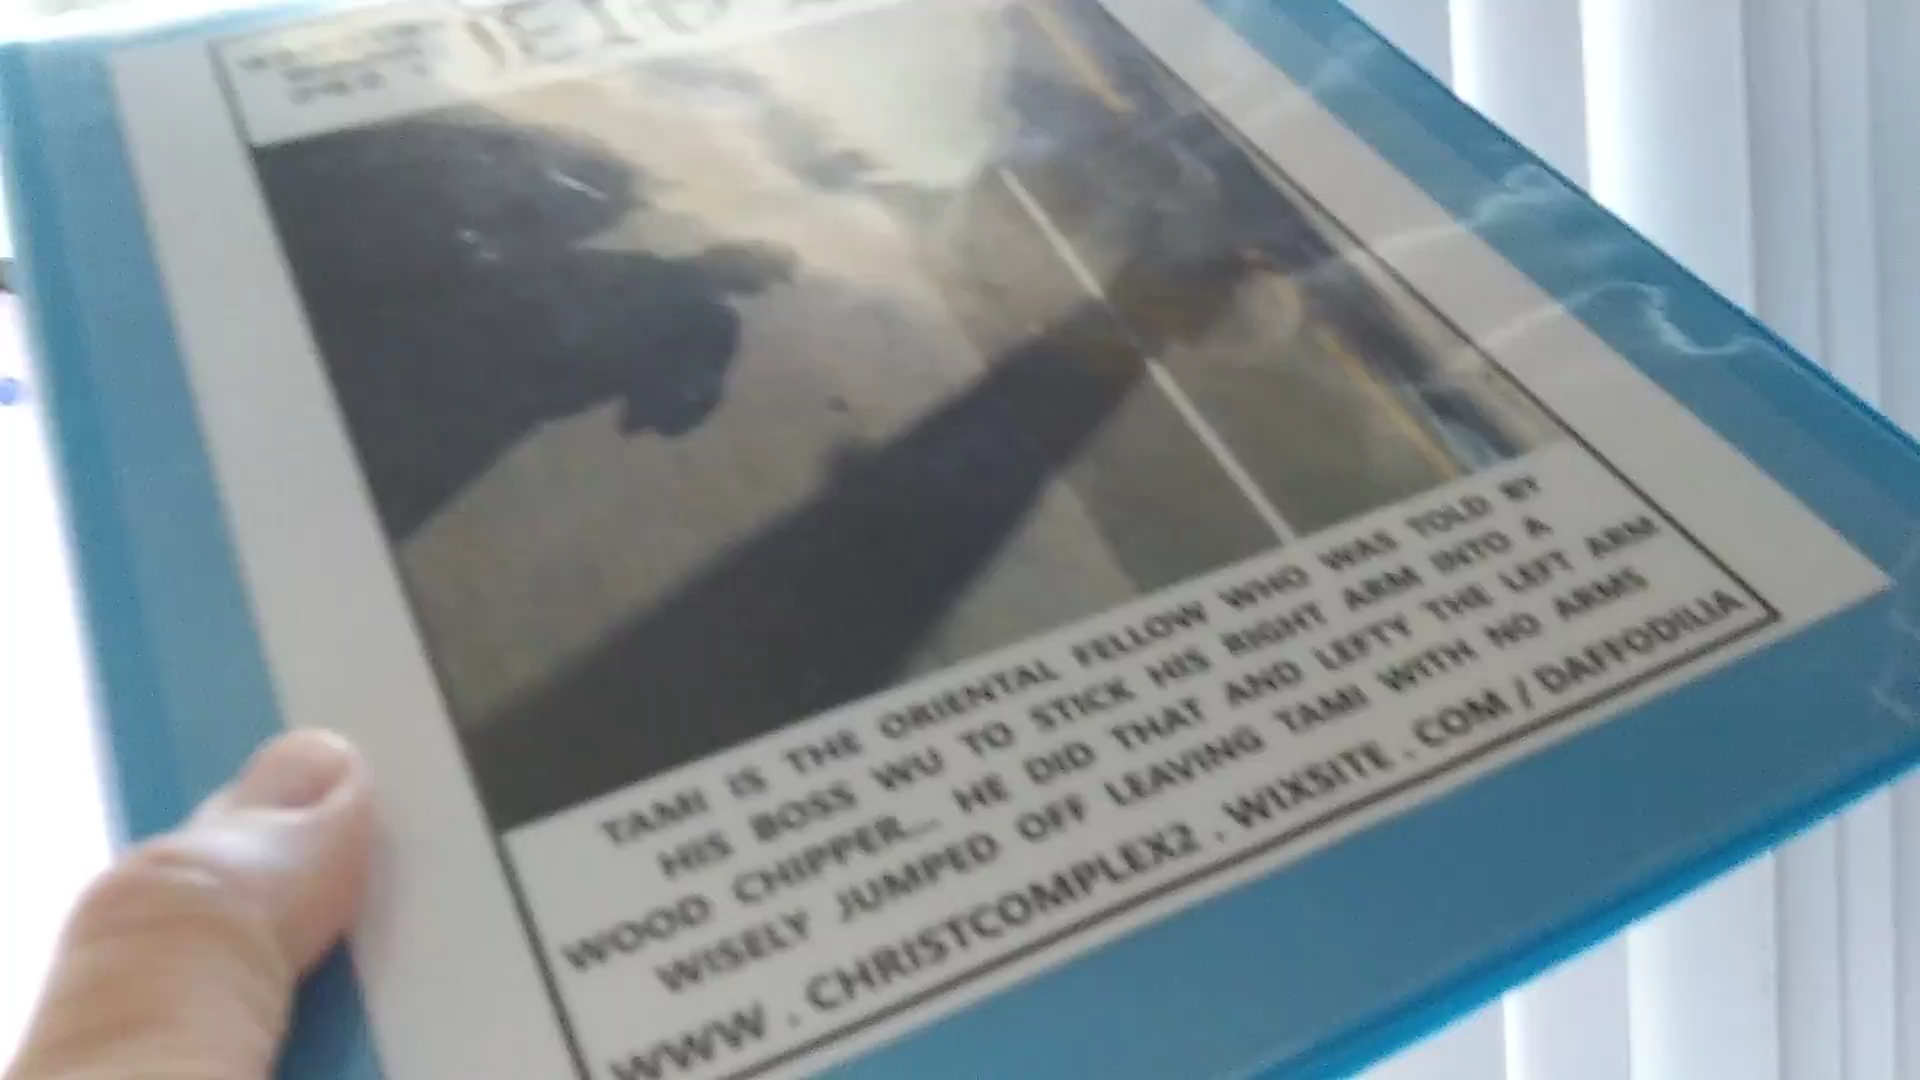 TAMI IS THE ORIENTAL FELLOW WHO WAS TOLD BY
HIS BOSS WU TO STICK HIS RIGHT ARM INTO A
WOOD CHIPPER... HE DID THAT AND LEFTY THE LEFT ARM
WISELY JUMPED OFF LEAVING TAMI WITH NO ARMS
WWW . CHRISTCOMPLEX2 . WIXSITE . COM / DAFFODILIA